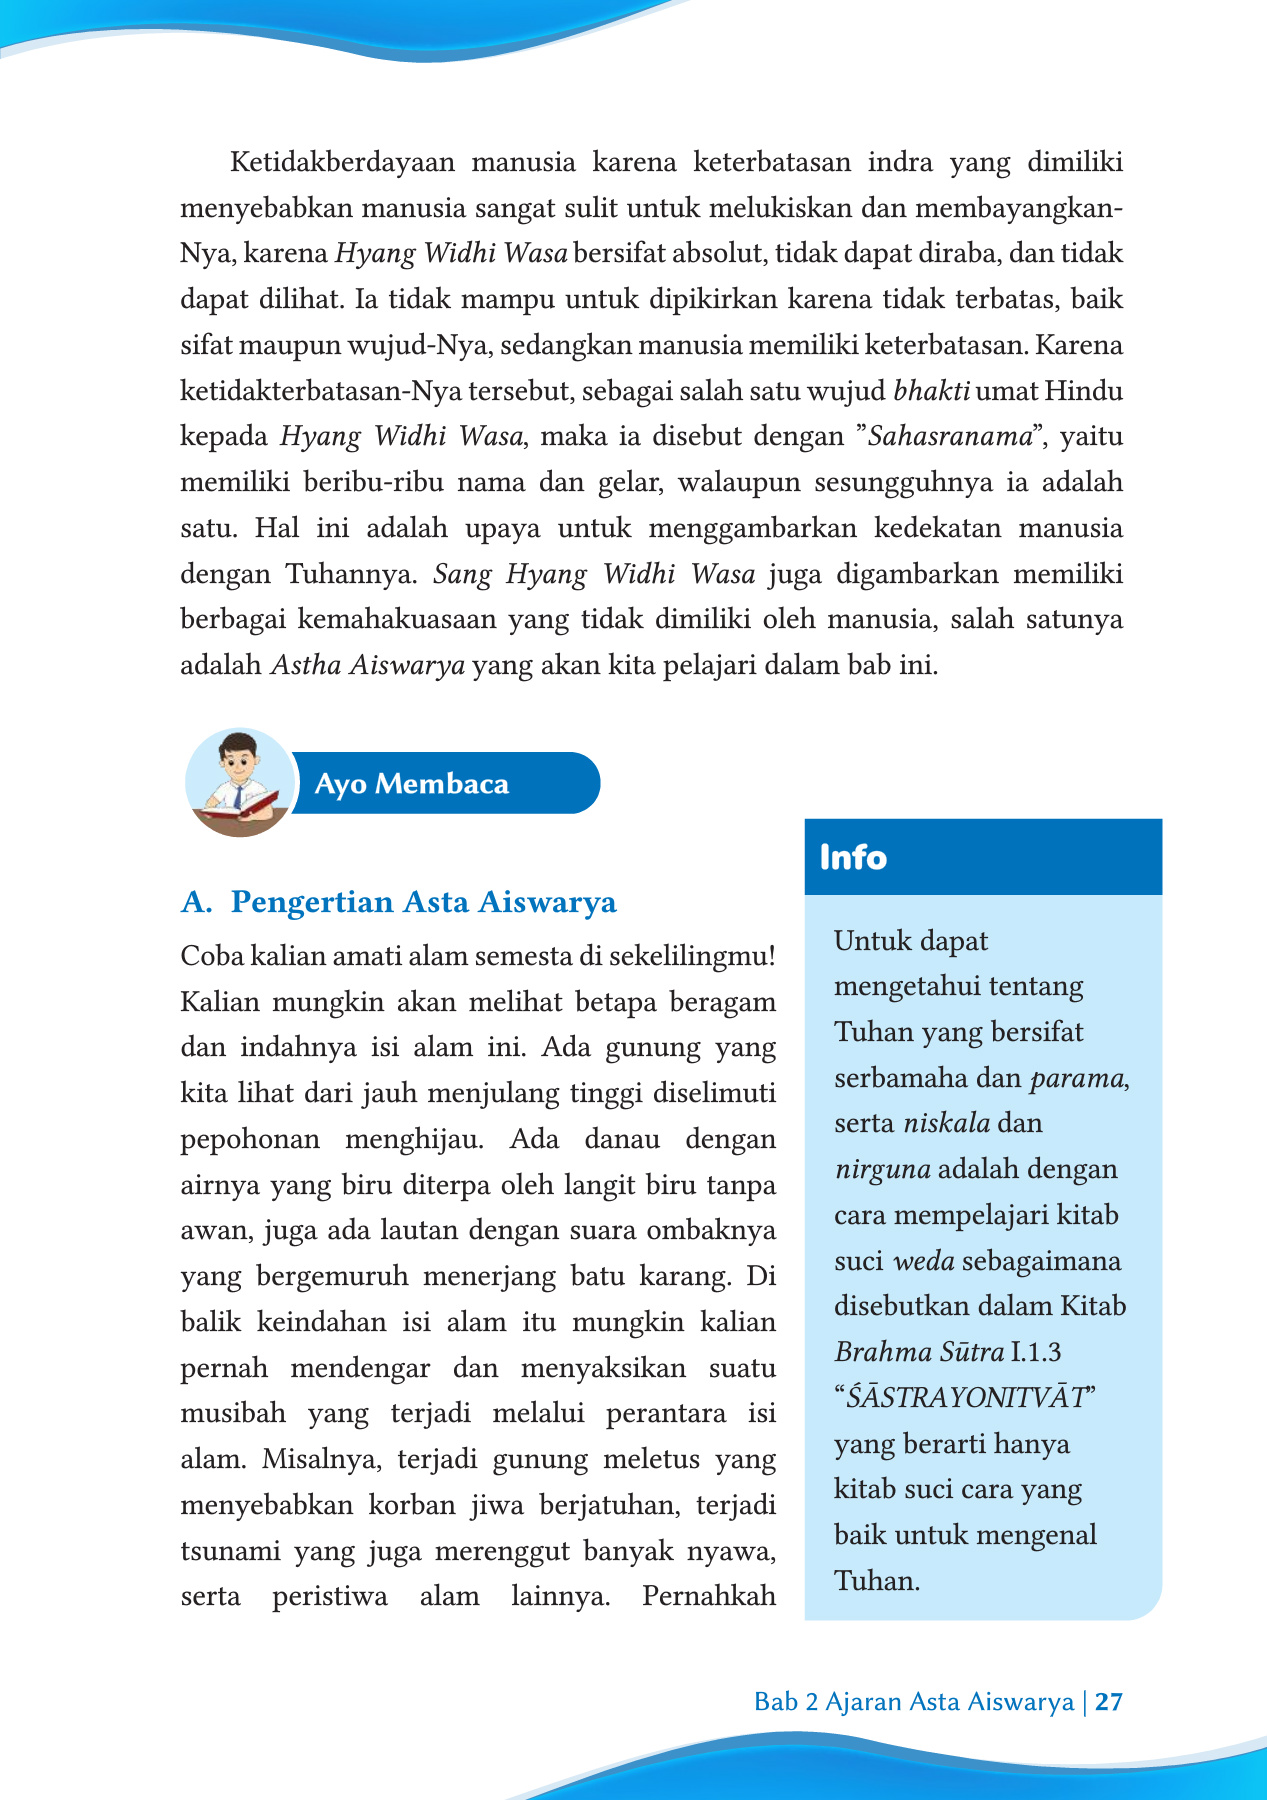 Ketidakberdayaan manusia karena keterbatasan indra yang dimiliki
menyebabkan manusia sangat sulit untuk melukiskan dan membayangkan-
Nya, karena Hyang Widhi Wasa bersifat absolut, tidak dapat diraba, dan tidak
dapat dilihat. Ia tidak mampu untuk dipikirkan karena tidak terbatas, baik
sifat maupun wujud-Nya, sedangkan manusia memiliki keterbatasan. Karena
ketidakterbatasan-Nya tersebut, sebagai salah satu wujud bhakti umat Hindu
kepada Hyang Widhi Wasa, maka ia disebut dengan ”Sahasranama”, yaitu
memiliki beribu-ribu nama dan gelar, walaupun sesungguhnya ia adalah
satu. Hal ini adalah upaya untuk menggambarkan kedekatan manusia
dengan Tuhannya. Sang Hyang Widhi Wasa juga digambarkan memiliki
berbagai kemahakuasaan yang tidak dimiliki oleh manusia, salah satunya
adalah Astha Aiswarya yang akan kita pelajari dalam bab ini.
Ayo Membaca
A. Pengertian Asta Aiswarya
Coba kalian amati alam semesta di sekelilingmu!
Kalian mungkin akan melihat betapa beragam
dan indahnya isi alam ini. Ada gunung yang
kita lihat dari jauh menjulang tinggi diselimuti
pepohonan menghijau. Ada danau dengan
airnya yang biru diterpa oleh langit biru tanpa
awan, juga ada lautan dengan suara ombaknya
yang bergemuruh menerjang batu karang. Di
balik keindahan isi alam itu mungkin kalian
pernah mendengar dan menyaksikan suatu
musibah yang terjadi melalui perantara isi
alam. Misalnya, terjadi gunung meletus yang
menyebabkan korban jiwa berjatuhan, terjadi
tsunami yang juga merenggut banyak nyawa,
serta peristiwa alam lainnya. Pernahkah
Info
Untuk dapat
mengetahui tentang
Tuhan yang bersifat
serbamaha dan parama,
serta niskala dan
nirguna adalah dengan
cara mempelajari kitab
suci weda sebagaimana
disebutkan dalam Kitab
Brahma Sūtra I.1.3
“ŚĀSTRAYONITVĀT”
yang berarti hanya
kitab suci cara yang
baik untuk mengenal
Tuhan.
Bab 2 Ajaran Asta Aiswarya | 27